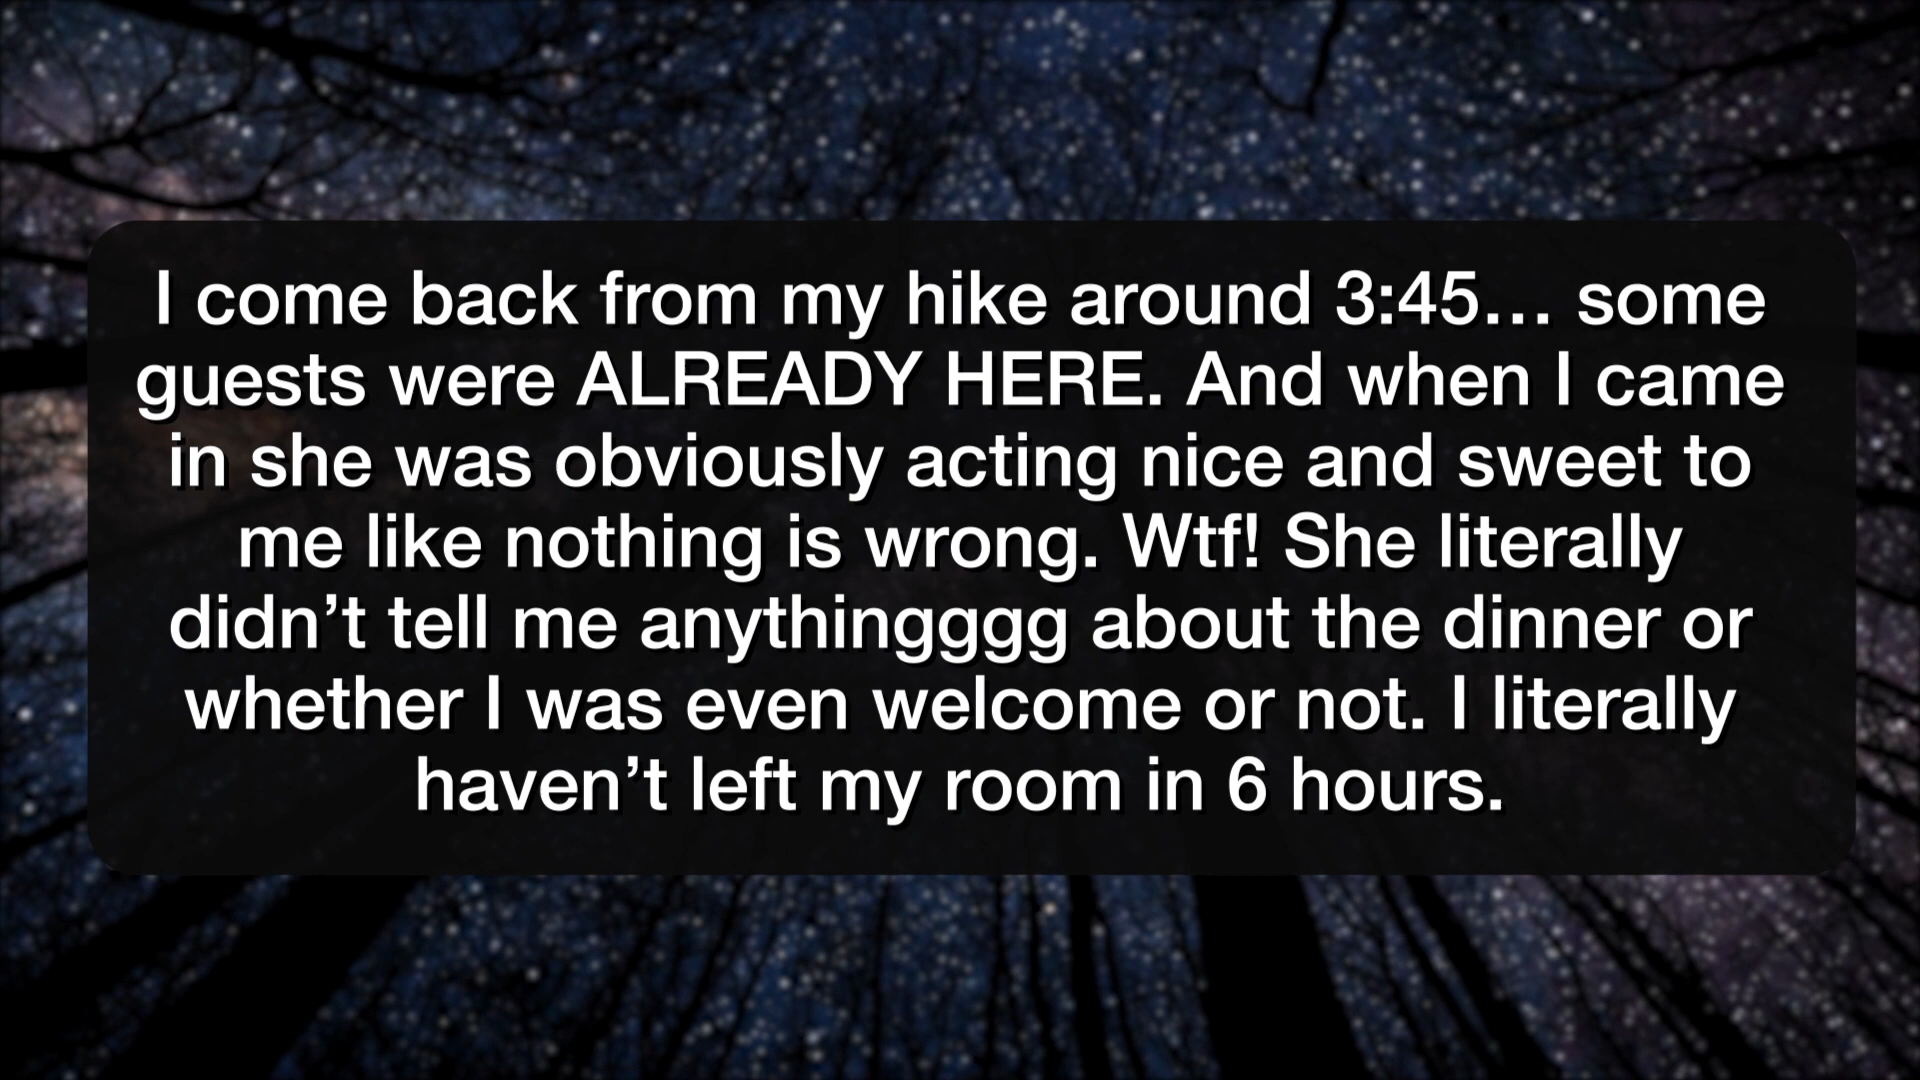 I come back from my hike around 3:45... some
guests were ALREADY HERE. And when I came
in she was obviously acting nice and sweet to
me like nothing is wrong. Wtf! She literally
didn’t tell me anythingggg about the dinner or
whether I was even welcome or not. I literally
haven’t left my room in 6 hours.